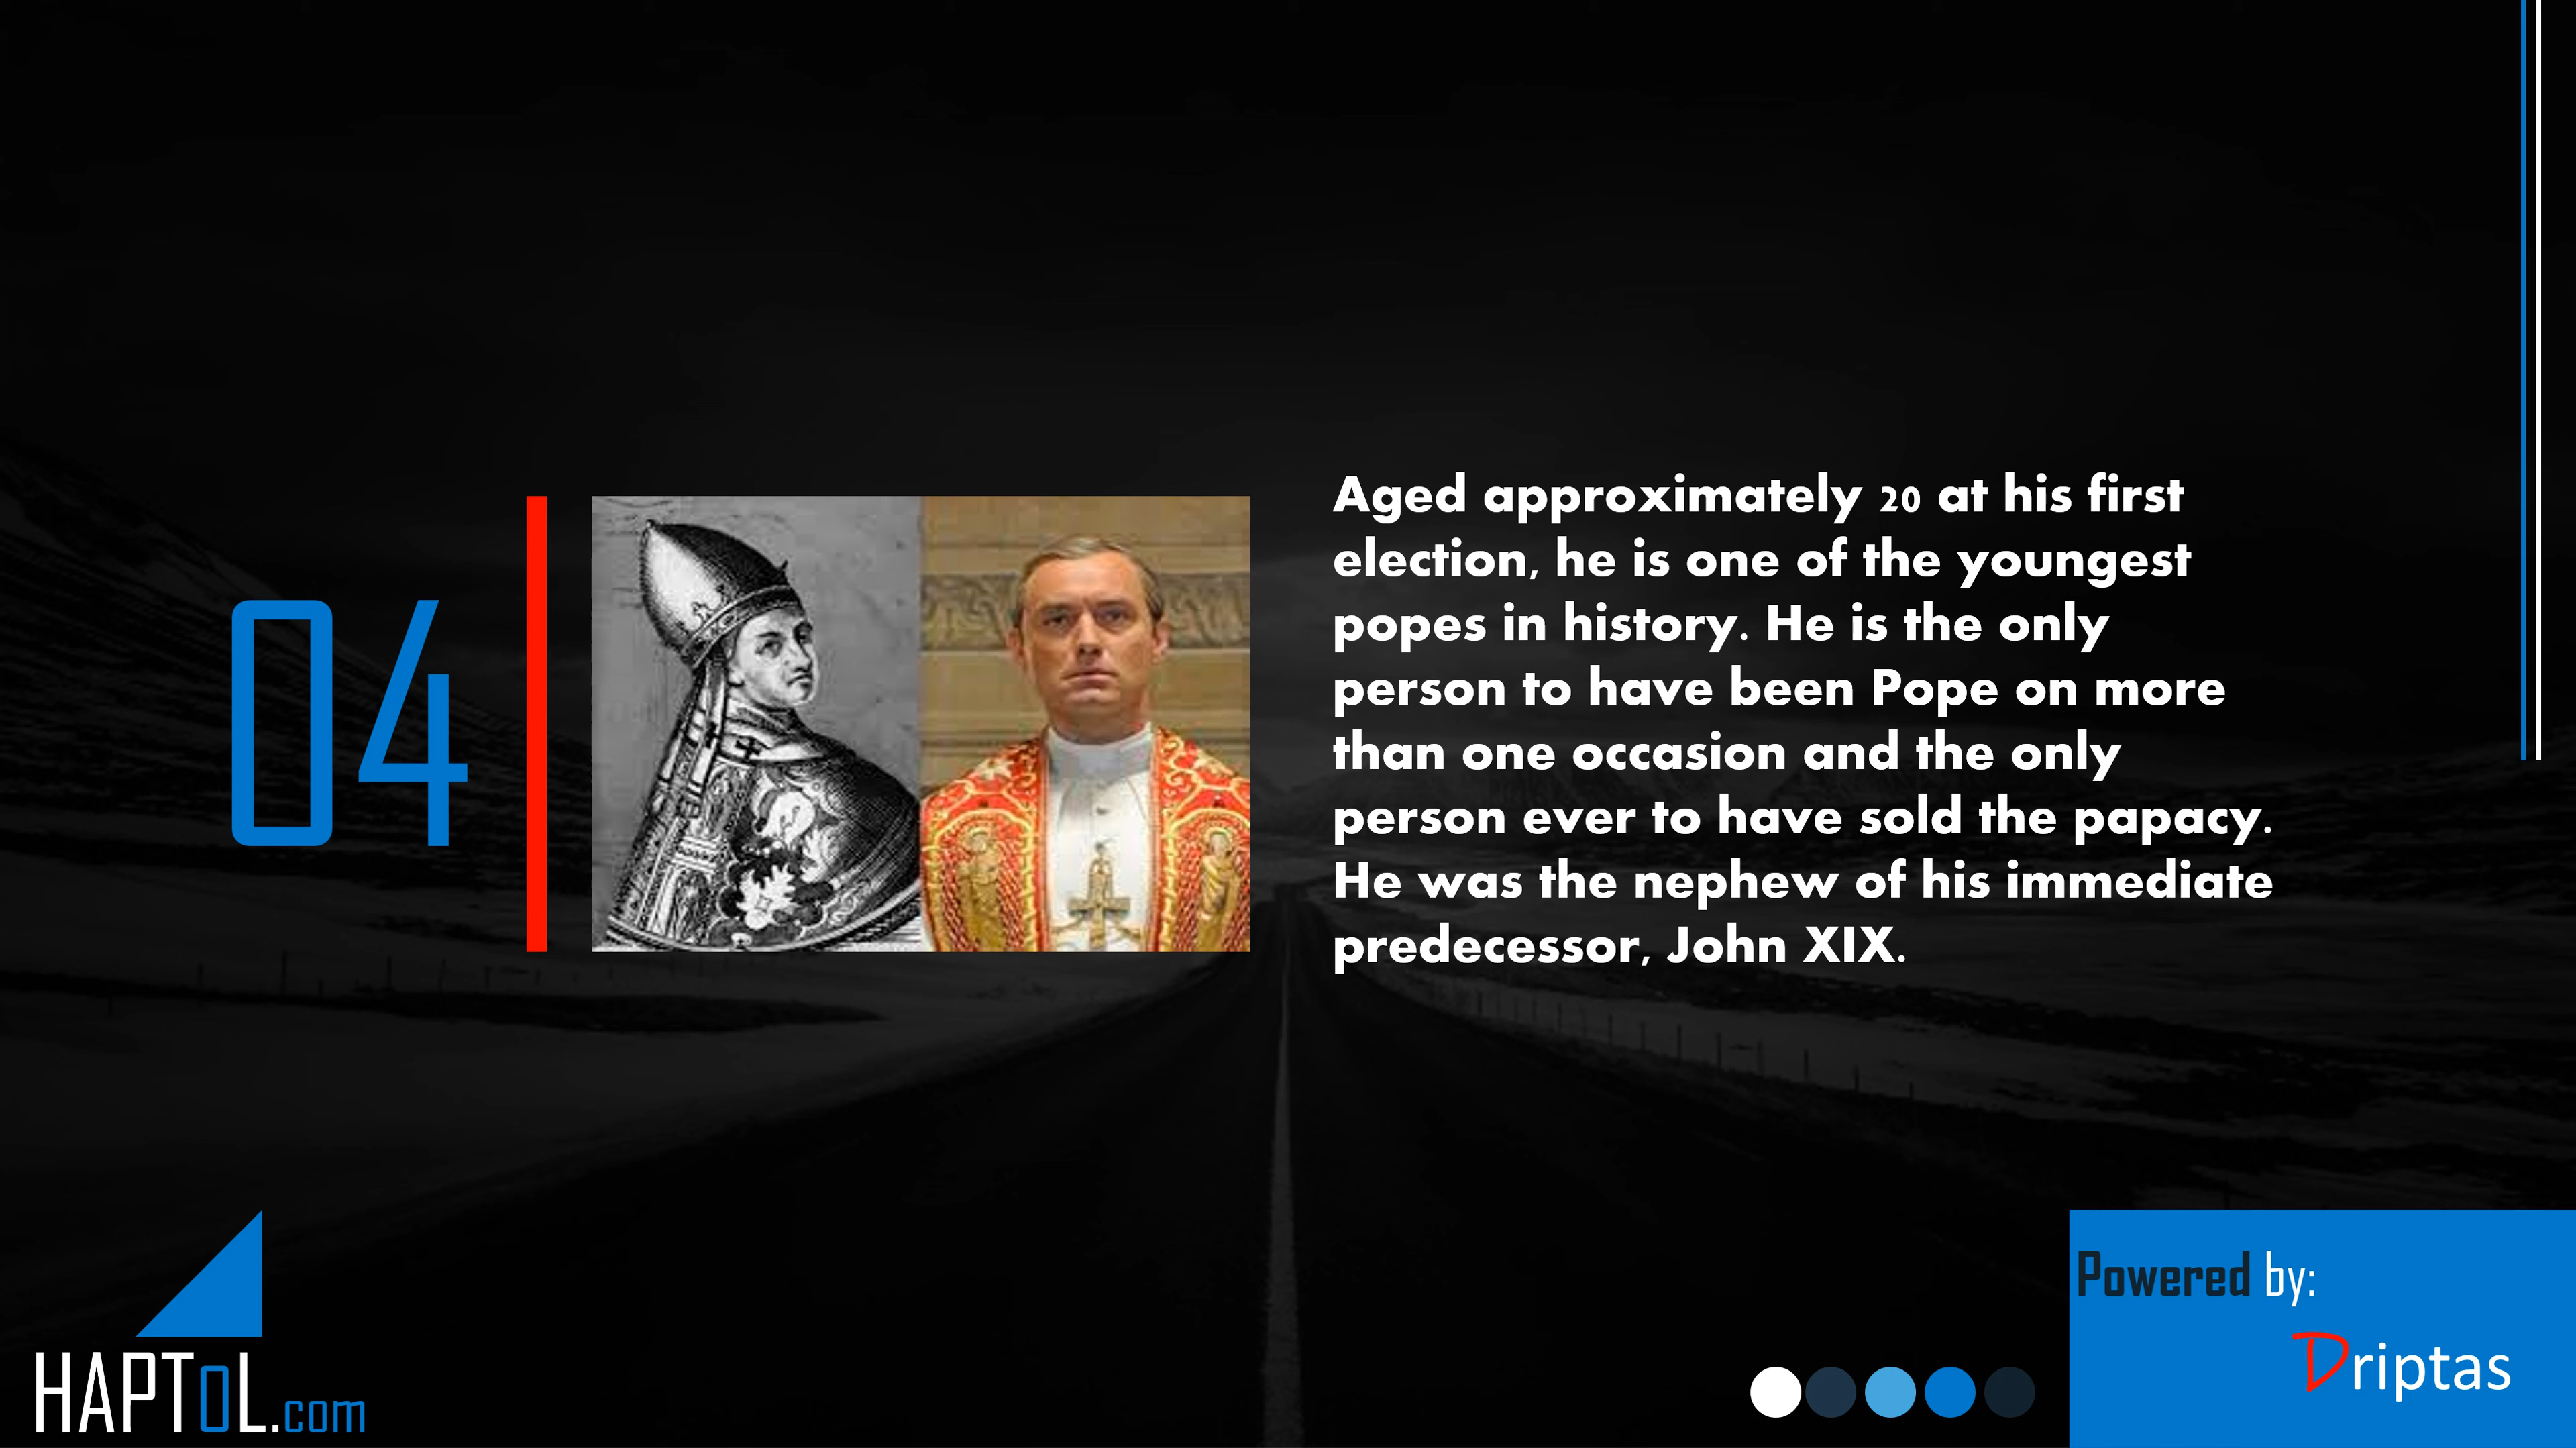 04
Aged approximately 20 at his first
election, he is one of the youngest
popes in history. He is the only
person to have been Pope on more
than one occasion and the only
person ever to have sold the papacy.
He was the nephew of his immediate
predecessor, John XIX.
HAPToL.com
Powered by:
Driptas